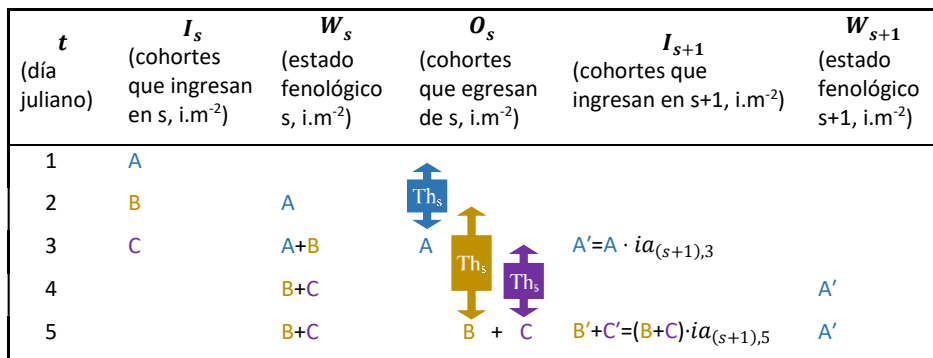 t I_s W_s O_s I_{s+1} W_{s+1}
(día juliano) (cohortes que ingresan en s, i.m⁻²) (estado fenológico s, i.m⁻²) (cohortes que egresan de s, i.m⁻²) (cohortes que ingresan en s+1, i.m⁻²) (estado fenológico s+1, i.m⁻²)
1 A
Th_s
2 B A
3 C A+B A A′=A · ia_{(s+1),3}
Th_s
Th_s
4 B+C A′
5 B+C B + C B′+C′=(B+C)·ia_{(s+1),5} A′